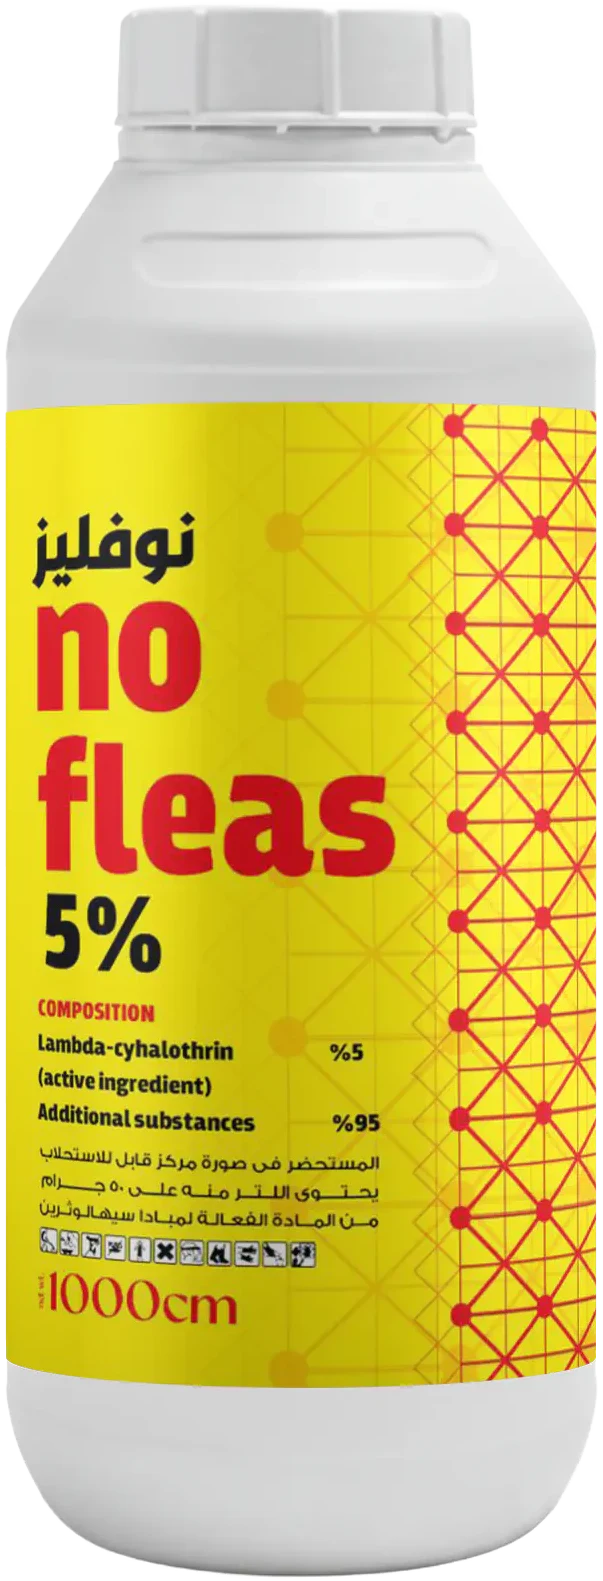 نوفليز
no
fleas
5%
COMPOSITION
Lambda-cyhalothrin %5
(active ingredient)
Additional substances %95
المستحضر فى صورة مركز قابل للاستحلاب
يحتوى اللتر منه على ٥٠ جرام
من المادة الفعالة لمبادا سيهالوثرين
1000cm